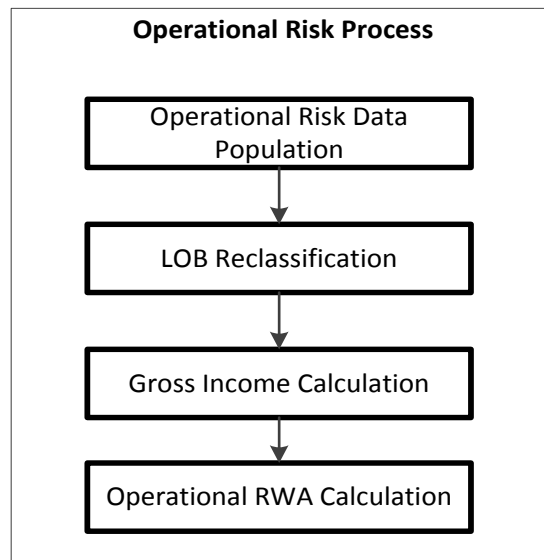 Operational Risk Process
Operational Risk Data
Population
LOB Reclassification
Gross Income Calculation
Operational RWA Calculation